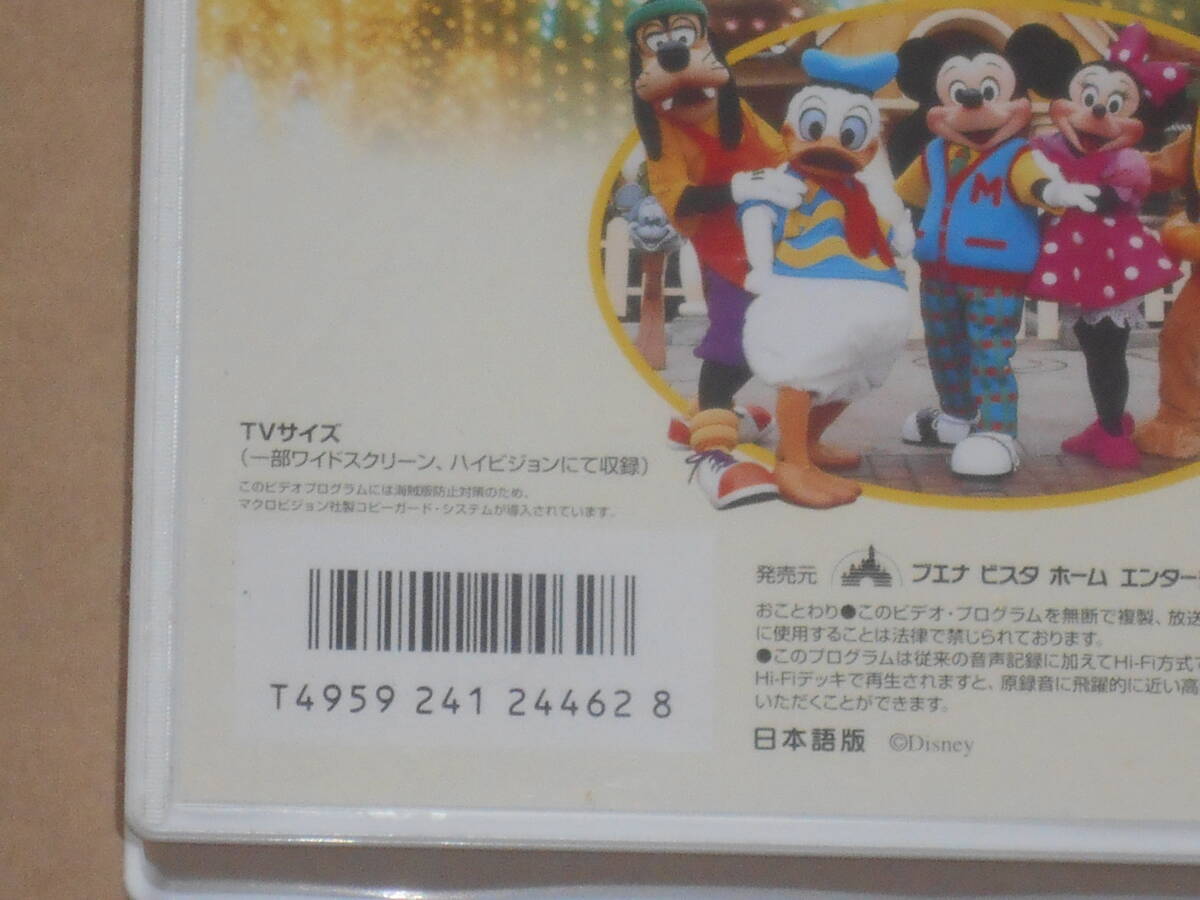 M
TVサイズ
(一部ワイドスクリーン、ハイビジョンにて収録)
このビデオプログラムには海賊版防止対策のため、
マクロビジョン社製コピーガード・システムが導入されています。
T4959 241 24462 8
発売元 ブエナ ビスタ ホーム エンター
おことわり●このビデオ・プログラムを無断で複製、放送
に使用することは法律で禁じられております。
●このプログラムは従来の音声記録に加えてHi-Fi方式で
Hi-Fiデッキで再生されますと、原録音に飛躍的に近い高
いただくことができます。
日本語版 ©Disney